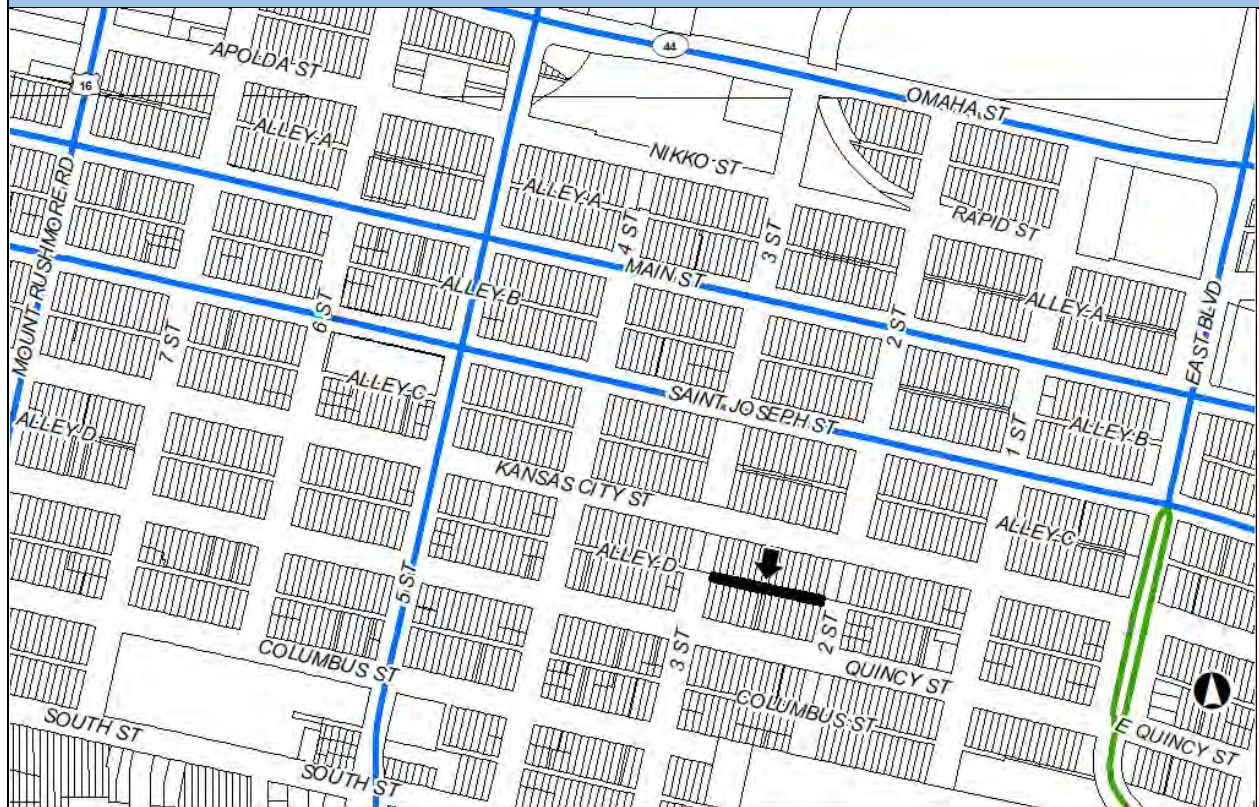 44
APOLDA ST
16
OMAHA ST
ALLEY-A
NIKKO ST
ALLEY-A
RAPID ST
4 ST
3 ST
MAIN ST
MOUNT RUSHMORE RD
ALLEY-B
ALLEY-A
EAST BLVD
6 ST
7 ST
2 ST
ALLEY-C
SAINT JOSEPH ST
ALLEY-D
1 ST
ALLEY-B
KANSAS CITY ST
ALLEY-C
ALLEY-D
5 ST
3 ST
2 ST
COLUMBUS ST
QUINCY ST
COLUMBUS ST
SOUTH ST
E QUINCY ST
SOUTH ST